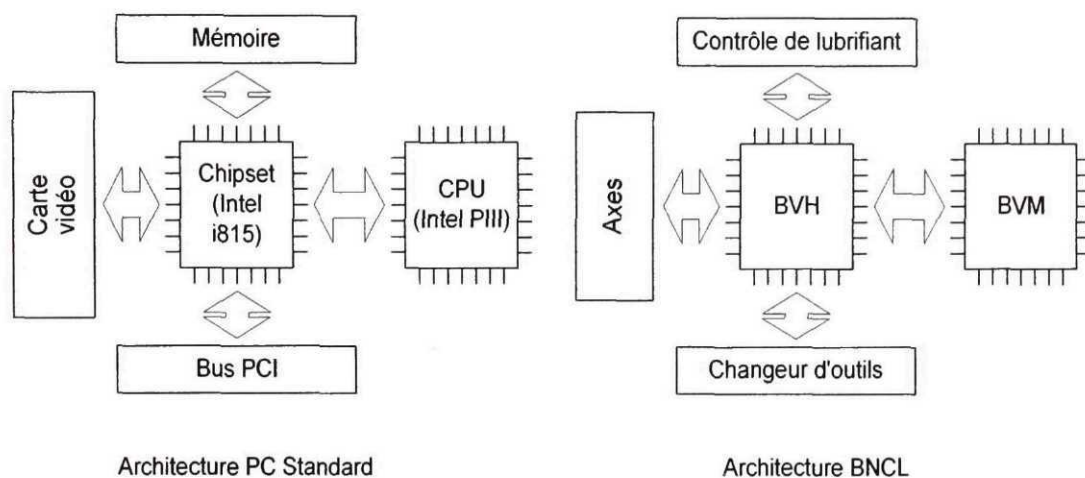 Mémoire
Carte
vidéo
Chipset
(Intel
i815)
CPU
(Intel PIII)
Bus PCI
Architecture PC Standard
Contrôle de lubrifiant
Axes
BVH
BVM
Changeur d'outils
Architecture BNCL